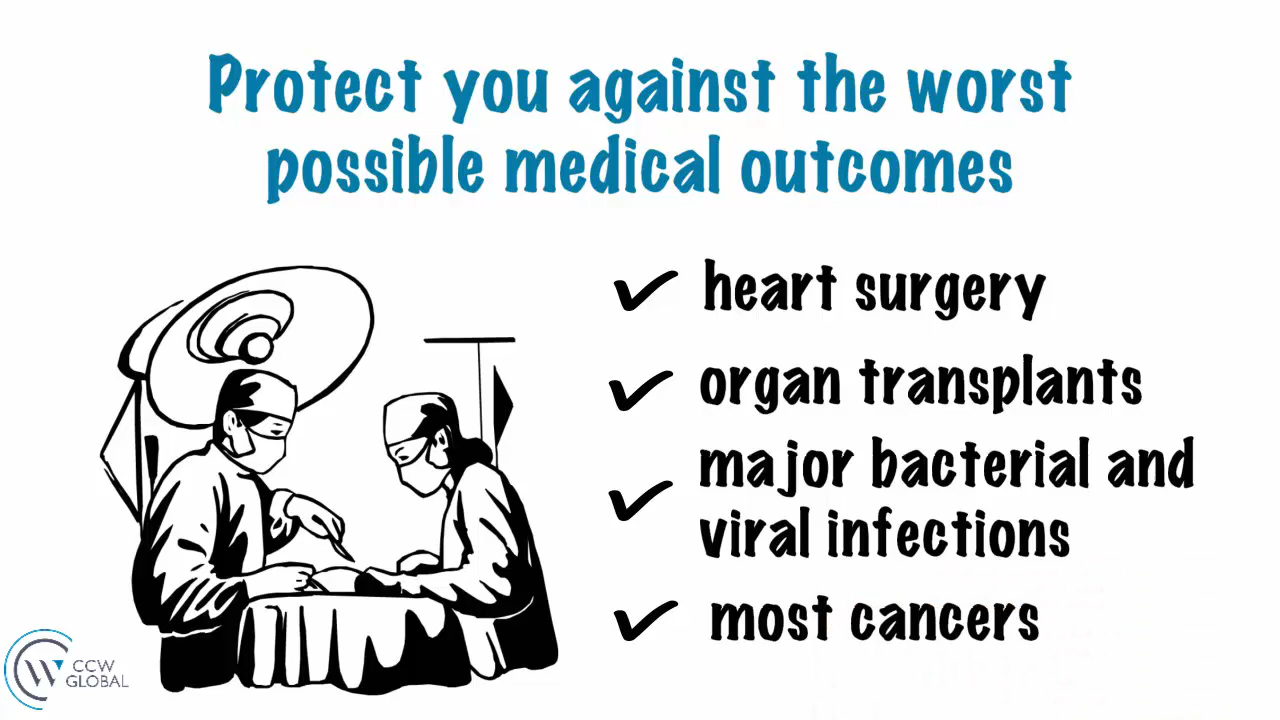 Protect you against the worst
possible medical outcomes
✔ heart surgery
✔ organ transplants
✔ major bacterial and
viral infections
✔ most cancers
CCW
GLOBAL